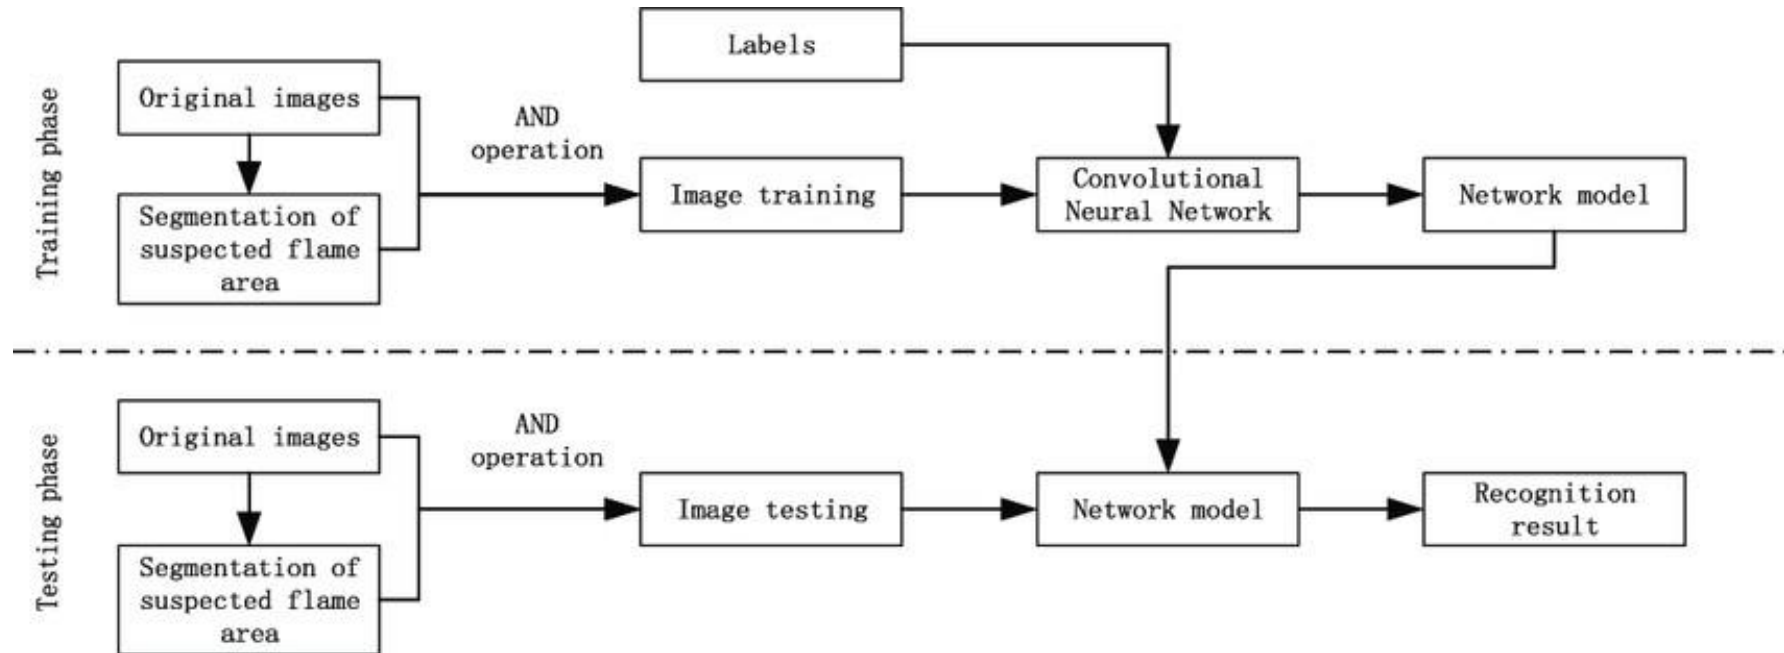 Training phase
Labels
Original images
AND
operation
Segmentation of
suspected flame
area
Image training
Convolutional
Neural Network
Network model
Testing phase
Original images
AND
operation
Segmentation of
suspected flame
area
Image testing
Network model
Recognition
result